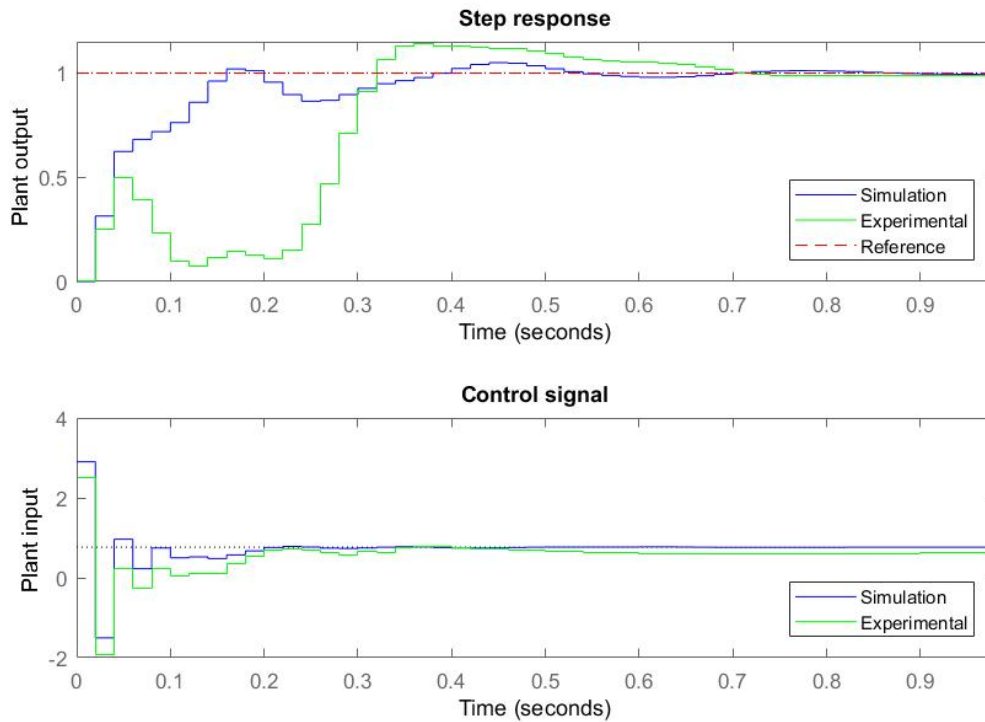 Step response
1
0.5
0
Plant output
Simulation
Experimental
Reference
0 0.1 0.2 0.3 0.4 0.5 0.6 0.7 0.8 0.9
Time (seconds)
Control signal
4
2
0
-2
Plant input
Simulation
Experimental
0 0.1 0.2 0.3 0.4 0.5 0.6 0.7 0.8 0.9
Time (seconds)